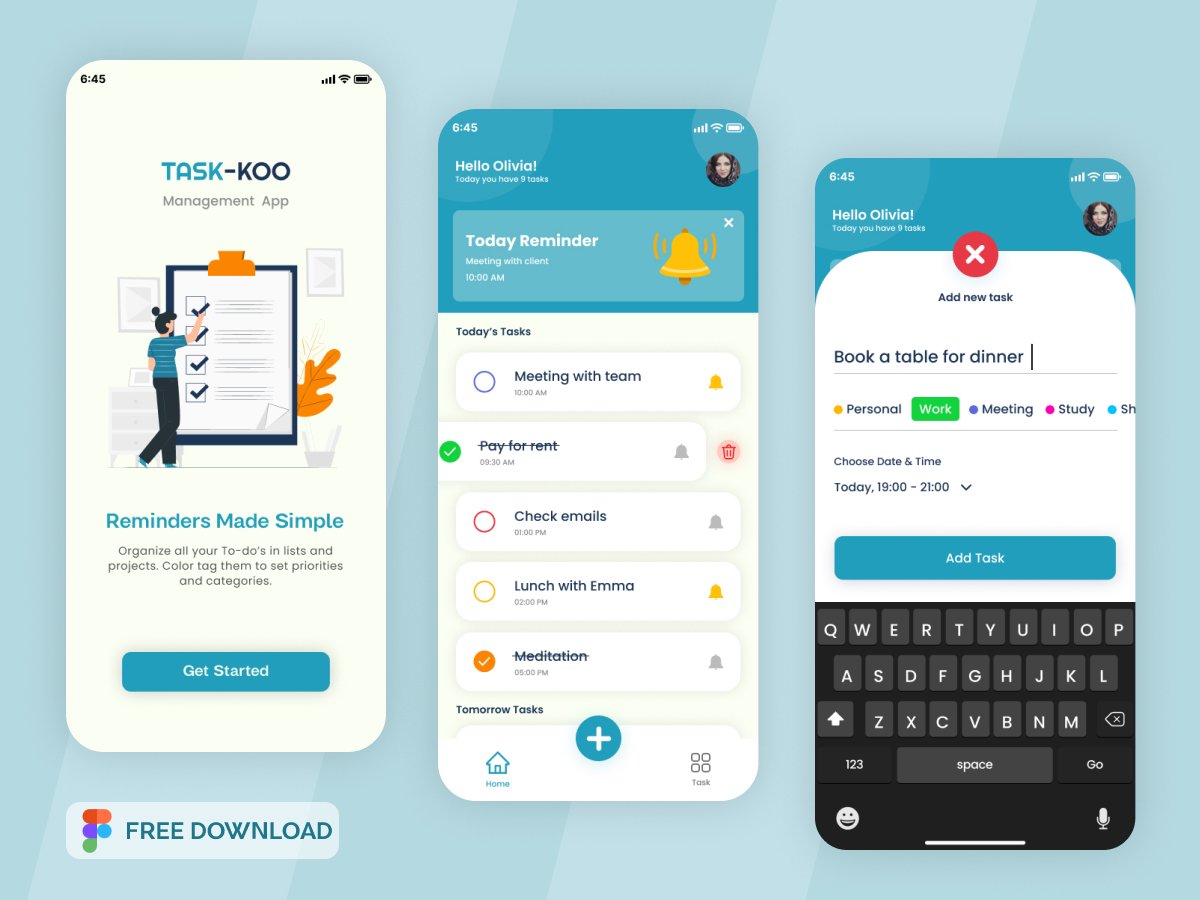 6:45
TASK-KOO
Management App
Reminders Made Simple
Organize all your To-do's in lists and
projects. Color tag them to set priorities
and categories.
Get Started
FREE DOWNLOAD
6:45
Hello Olivia!
Today you have 9 tasks
Today Reminder
Meeting with client
10:00 AM
Today's Tasks
Meeting with team
10:00 AM
Pay for rent
09:30 AM
Check emails
01:00 PM
Lunch with Emma
02:00 PM
Meditation
05:00 PM
Tomorrow Tasks
Home
Task
6:45
Hello Olivia!
Today you have 9 tasks
Add new task
Book a table for dinner
Personal Work Meeting Study Sh
Choose Date & Time
Today, 19:00 - 21:00
Add Task
Q W E R T Y U I O P
A S D F G H J K L
Z X C V B N M
123 space Go